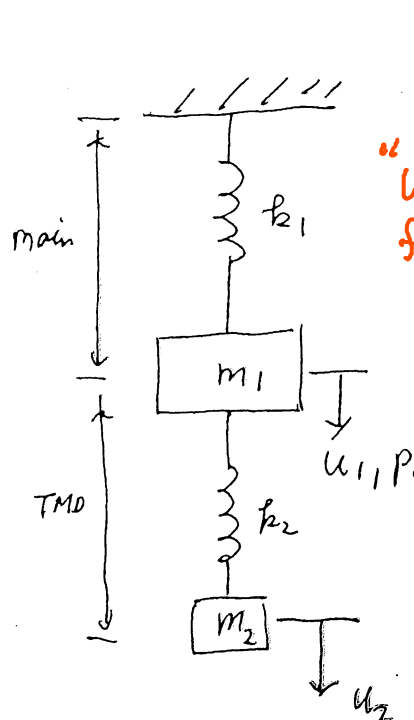 k₁
main
m₁
u₁, P
TMD
k₂
m₂
u₂